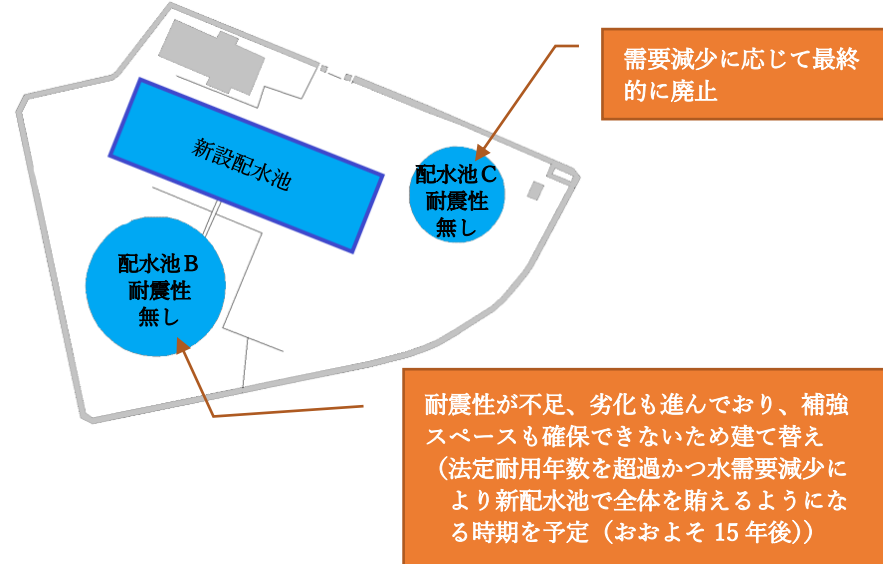 需要減少に応じて最終
的に廃止
新設配水池
配水池C
耐震性
無し
配水池B
耐震性
無し
耐震性が不足、劣化も進んでおり、補強
スペースも確保できないため建て替え
（法定耐用年数を超過かつ水需要減少に
より新配水池で全体を賄えるようにな
る時期を予定（おおよそ 15 年後））